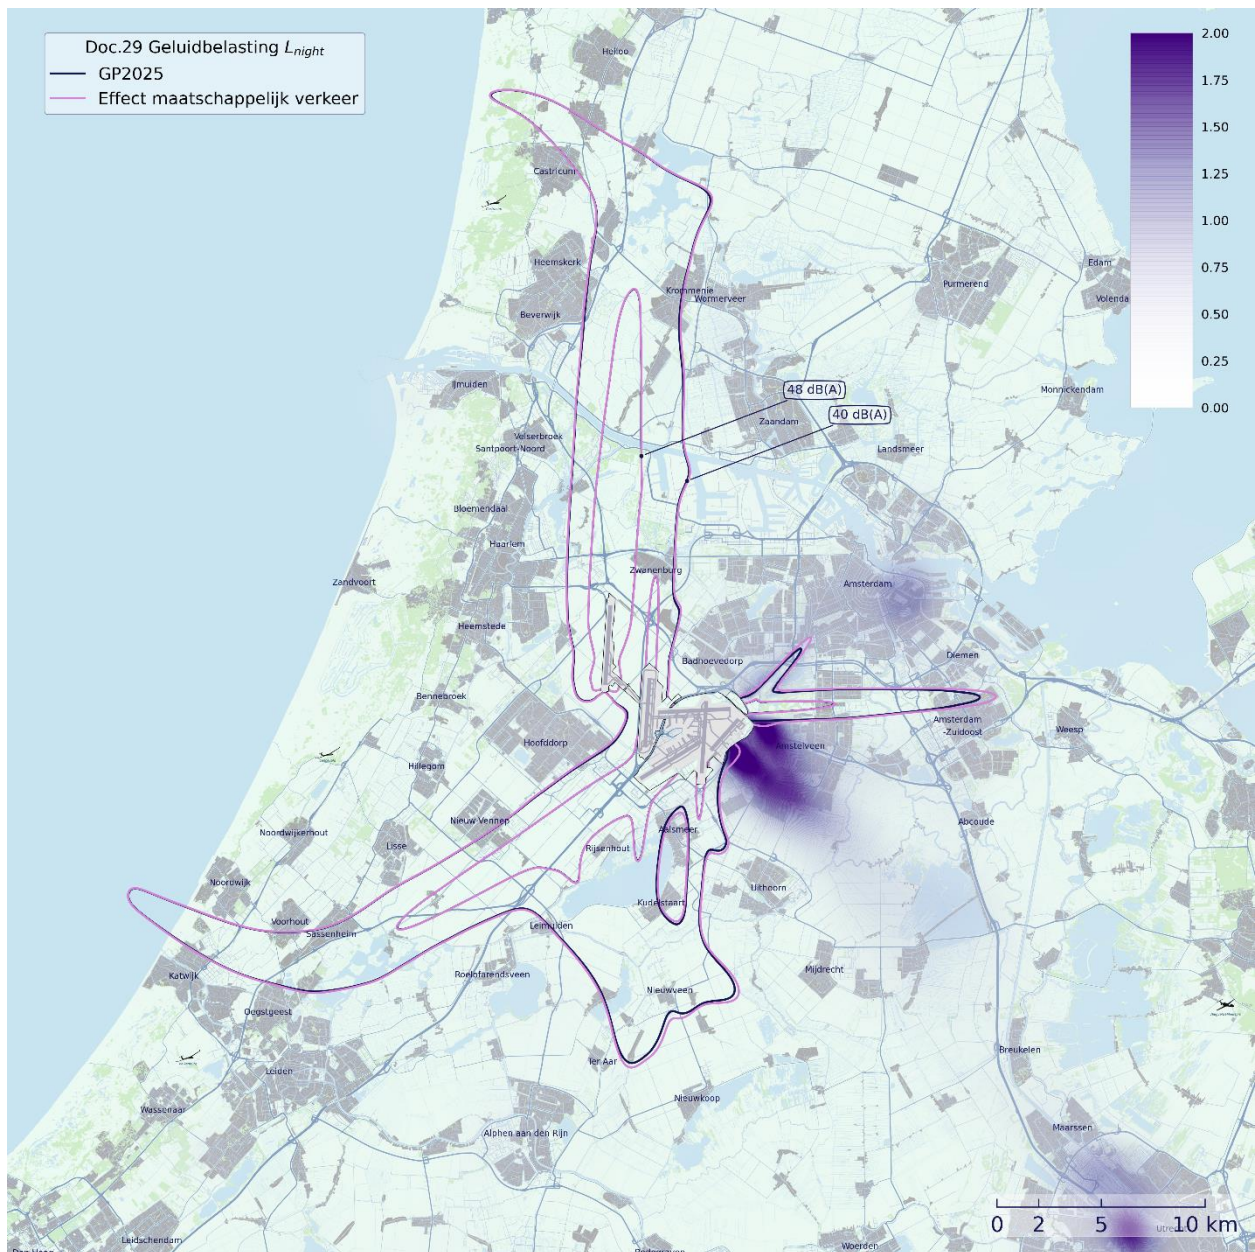 Doc.29 Geluidbelasting Lnight
GP2025
Effect maatschappelijk verkeer
2.00
1.75
1.50
1.25
1.00
0.75
0.50
0.25
0.00
Heiloo
Castricum
Heemskerk
Beverwijk
Krommenie
Wormerveer
Purmerend
Edam
Volenda
IJmuiden
Monnickendam
48 dB(A)
40 dB(A)
Zaandam
Velserbroek
Santpoort-Noord
Landsmeer
Bloemendaal
Haarlem
Zandvoort
Zwanenburg
Amsterdam
Heemstede
Diemen
Badhoevedorp
Bennebroek
Amsterdam
-Zuidoost
Weesp
Hoofddorp
Amstelveen
Hillegom
Abcoude
Nieuw-Vennep
Aalsmeer
Noordwijkerhout
Lisse
Rijsenhout
Noordwijk
Uithoorn
Kudelstaart
Voorhout
Sassenheim
Leimuiden
Katwijk
Roelofarendsveen
Mijdrecht
Nieuwveen
Oegstgeest
Breukelen
Ter Aar
Leiden
Nieuwkoop
Wassenaar
Maarssen
Alphen aan den Rijn
0 2 5 10 km
Utrecht
Leidschendam
Woerden